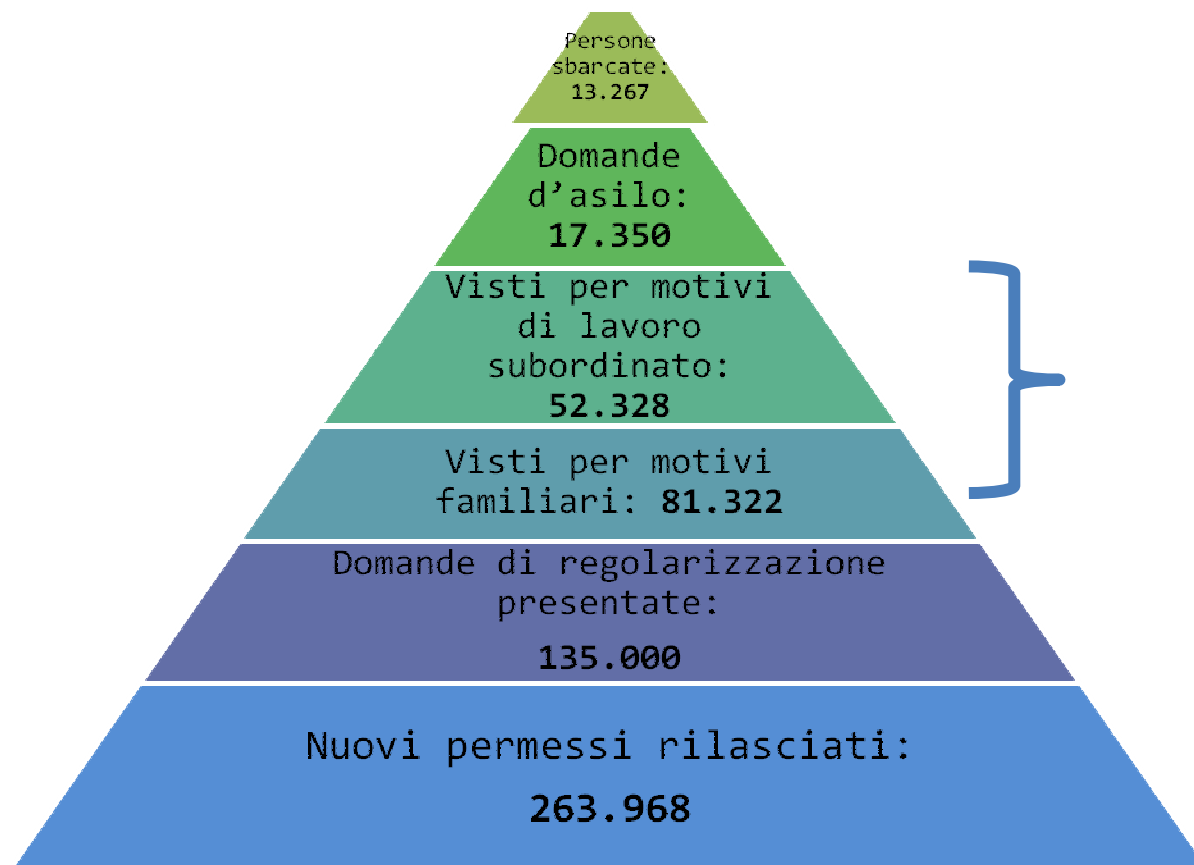 Persone
sbarcate:
13.267
Domande
d’asilo:
17.350
Visti per motivi
di lavoro
subordinato:
52.328
Visti per motivi
familiari: 81.322
Domande di regolarizzazione
presentate:
135.000
Nuovi permessi rilasciati:
263.968